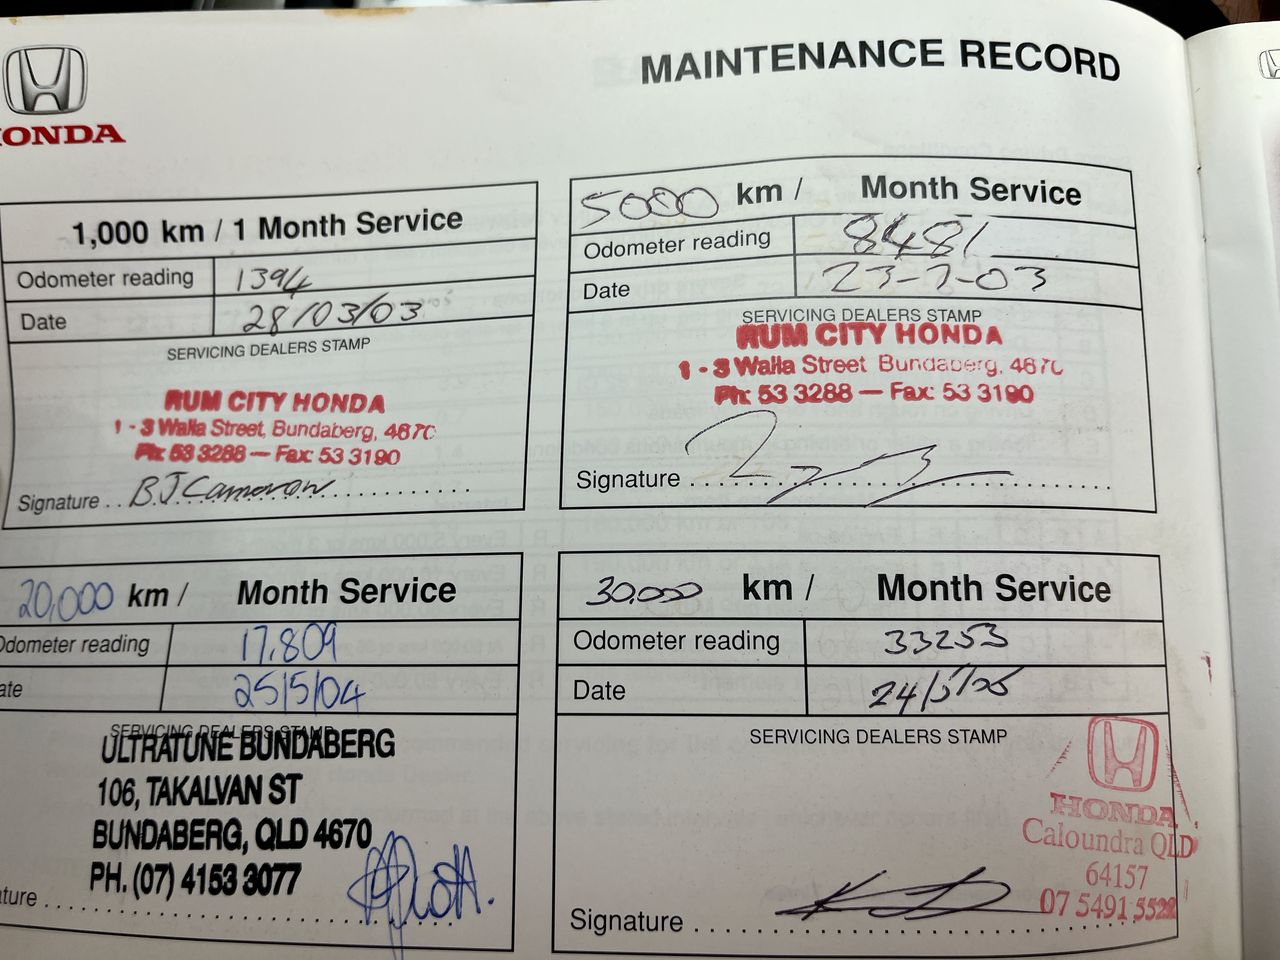 MAINTENANCE RECORD
HONDA
1,000 km / 1 Month Service
Odometer reading 1394
Date 28/03/03
SERVICING DEALERS STAMP
RUM CITY HONDA
1 - 3 Walla Street, Bundaberg, 4670
Ph: 53 3288 — Fax: 53 3190
Signature B.J.Cameron
5000 km / Month Service
Odometer reading 8481
Date 23-7-03
SERVICING DEALERS STAMP
RUM CITY HONDA
1 - 3 Walla Street Bundaberg, 4670
Ph: 53 3288 — Fax: 53 3190
Signature
20,000 km / Month Service
Odometer reading 17,809
ate 25/5/04
SERVICING DEALERS STAMP
ULTRATUNE BUNDABERG
106, TAKALVAN ST
BUNDABERG, QLD 4670
PH. (07) 4153 3077
ture
30,000 km / Month Service
Odometer reading 33253
Date 24/5/05
SERVICING DEALERS STAMP
HONDA
Caloundra QLD
64157
07 5491 5522
Signature